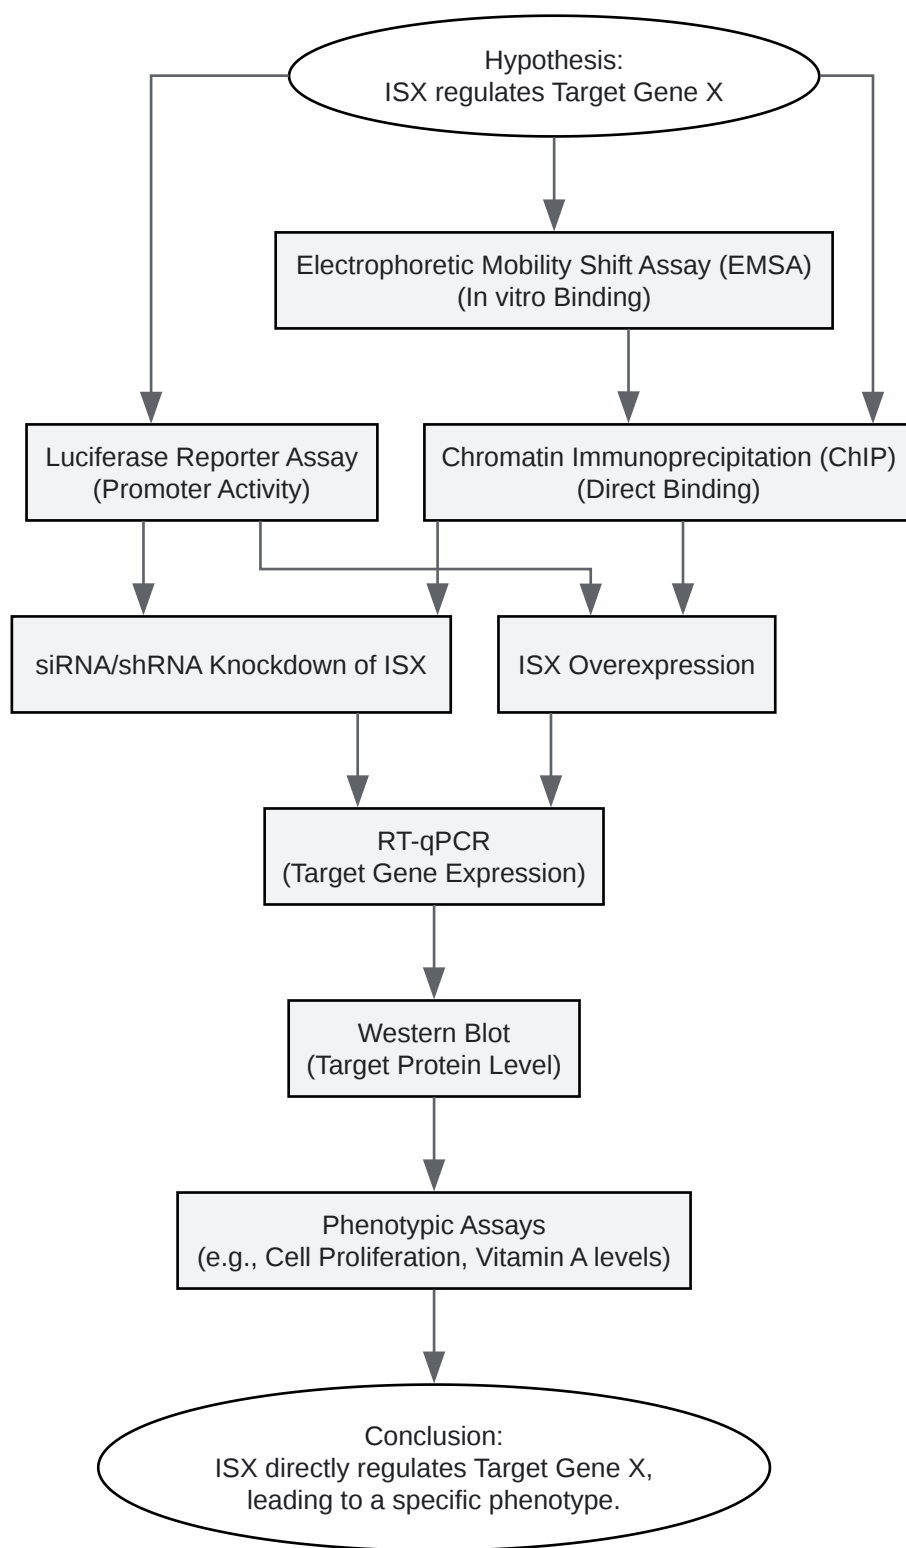 Hypothesis:
ISX regulates Target Gene X
Electrophoretic Mobility Shift Assay (EMSA)
(In vitro Binding)
Luciferase Reporter Assay
(Promoter Activity)
Chromatin Immunoprecipitation (ChIP)
(Direct Binding)
siRNA/shRNA Knockdown of ISX
ISX Overexpression
RT-qPCR
(Target Gene Expression)
Western Blot
(Target Protein Level)
Phenotypic Assays
(e.g., Cell Proliferation, Vitamin A levels)
Conclusion:
ISX directly regulates Target Gene X,
leading to a specific phenotype.